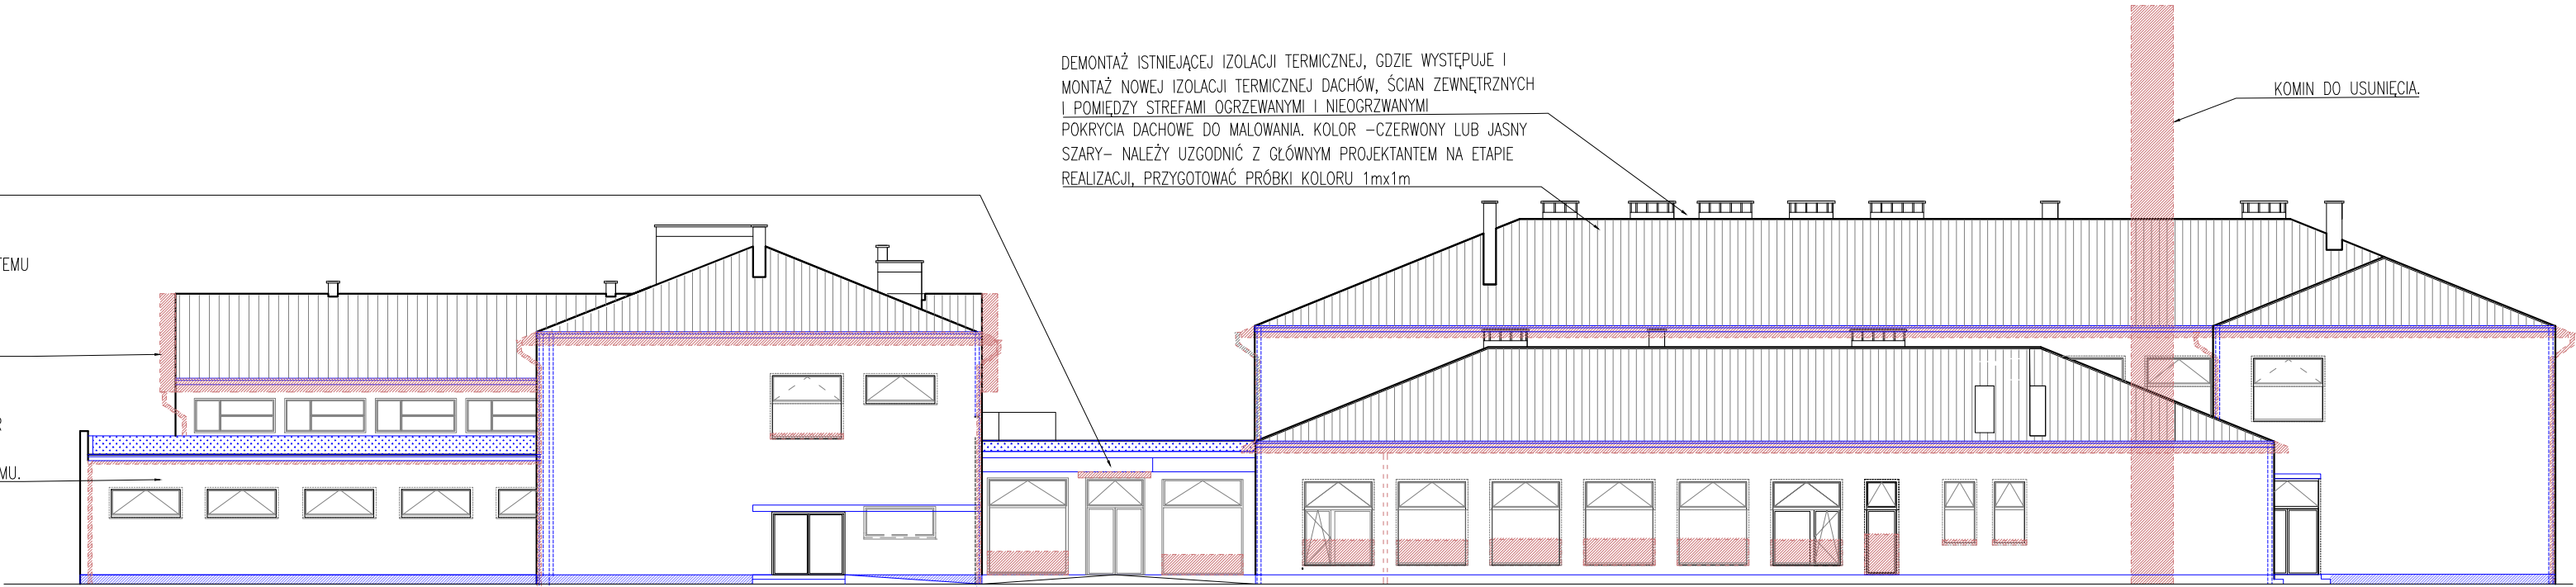 DEMONTAŻ ISTNIEJĄCEJ IZOLACJI TERMICZNEJ, GDZIE WYSTĘPUJE I
MONTAŻ NOWEJ IZOLACJI TERMICZNEJ DACHÓW, ŚCIAN ZEWNĘTRZNYCH
I POMIĘDZY STREFAMI OGRZEWANYMI I NIEOGRZWANYMI
POKRYCIA DACHOWE DO MALOWANIA. KOLOR -CZERWONY LUB JASNY
SZARY- NALEŻY UZGODNIĆ Z GŁÓWNYM PROJEKTANTEM NA ETAPIE
REALIZACJI, PRZYGOTOWAĆ PRÓBKI KOLORU 1mx1m
KOMIN DO USUNIĘCIA.
TEMU
R
MU.